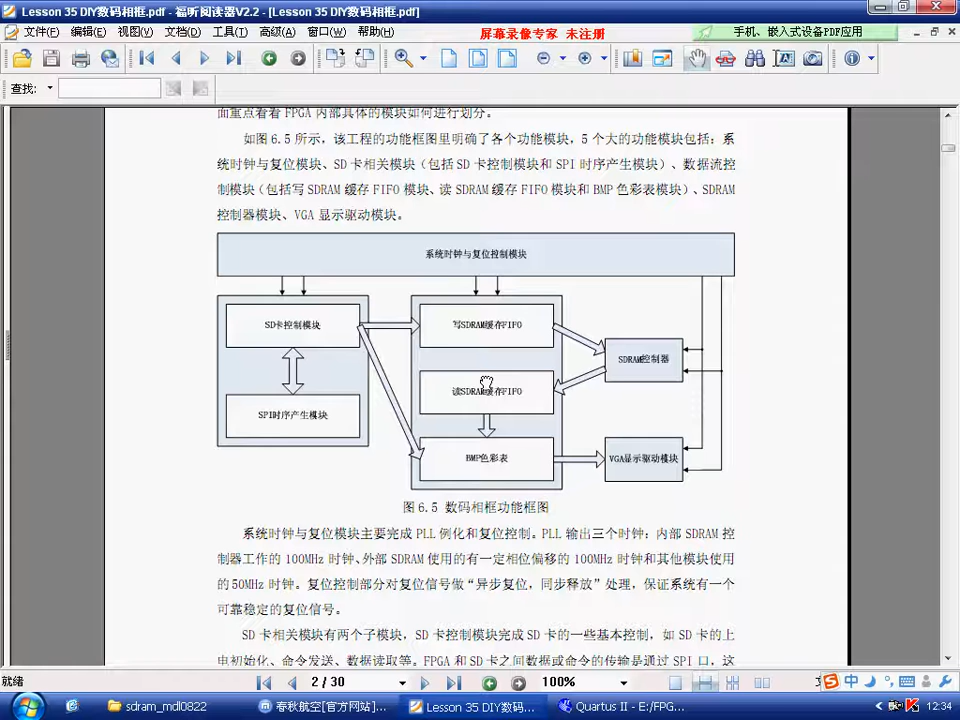 Lesson 35 DIY数码相框.pdf - 福昕阅读器V2.2 - [Lesson 35 DIY数码相框.pdf]
文件(F) 编辑(E) 视图(V) 文档(D) 工具(T) 高级(A) 窗口(W) 帮助(H)
屏幕录像专家 未注册
手机、嵌入式设备PDF应用
查找:
面重点看看 FPGA 内部具体的模块如何进行划分。
如图 6.5 所示，该工程的功能框图里明确了各个功能模块，5 个大的功能模块包括：系
统时钟与复位模块、SD 卡相关模块（包括 SD 卡控制模块和 SPI 时序产生模块）、数据流控
制模块（包括写 SDRAM 缓存 FIFO 模块、读 SDRAM 缓存 FIFO 模块和 BMP 色彩表模块）、SDRAM
控制器模块、VGA 显示驱动模块。
系统时钟与复位控制模块
SD卡控制模块
写SDRAM缓存FIFO
SDRAM控制器
读SDRAM缓存FIFO
SPI时序产生模块
BMP色彩表
VGA显示驱动模块
图 6.5 数码相框功能框图
系统时钟与复位模块主要完成 PLL 例化和复位控制。PLL 输出三个时钟：内部 SDRAM 控
制器工作的 100MHz 时钟、外部 SDRAM 使用的有一定相位偏移的 100MHz 时钟和其他模块使用
的 50MHz 时钟。复位控制部分对复位信号做“异步复位，同步释放”处理，保证系统有一个
可靠稳定的复位信号。
SD 卡相关模块有两个子模块，SD 卡控制模块完成 SD 卡的一些基本控制，如 SD 卡的上
电初始化、命令发送、数据读取等。FPGA 和 SD 卡之间数据或命令的传输是通过 SPI 口，这
就绪
2 / 30
100%
中
sdram_mdl0822
春秋航空[官方网站]...
Lesson 35 DIY数码...
Quartus II - E:/FPG...
12:34